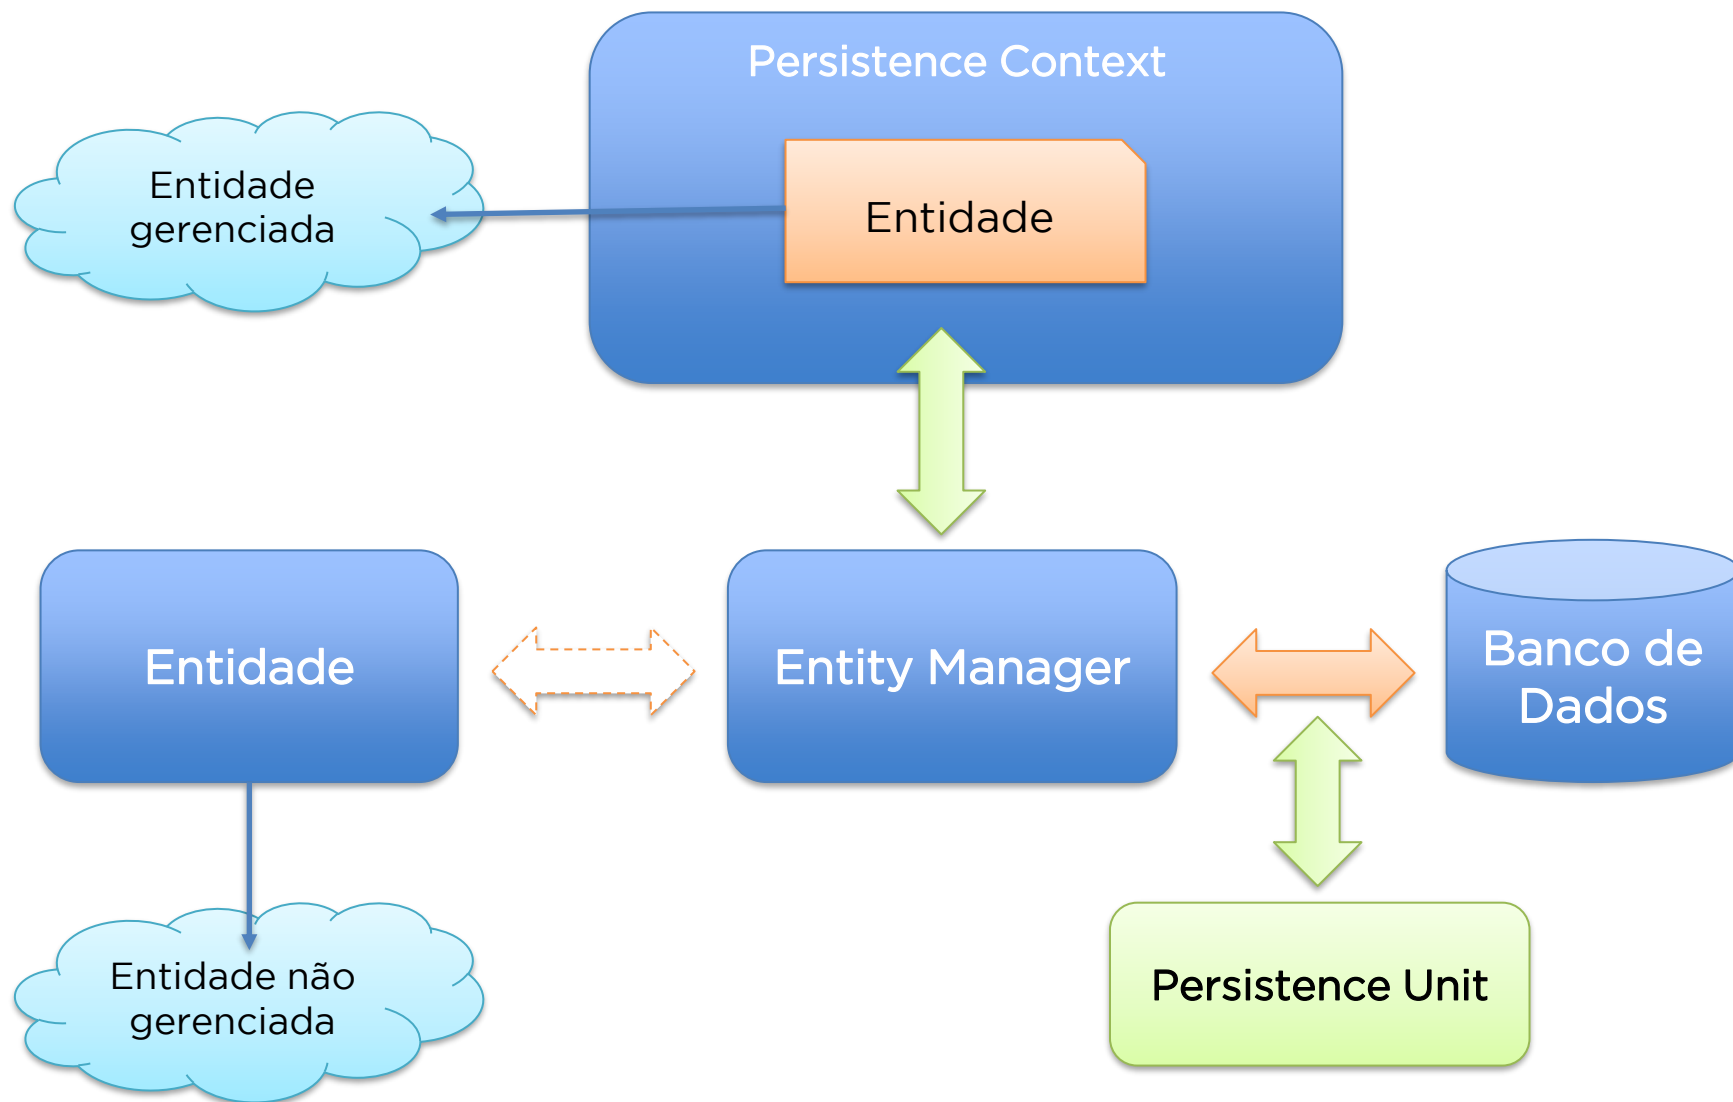 Persistence Context
Entidade
gerenciada
Entidade
Entidade
Entity Manager
Banco de
Dados
Entidade não
gerenciada
Persistence Unit